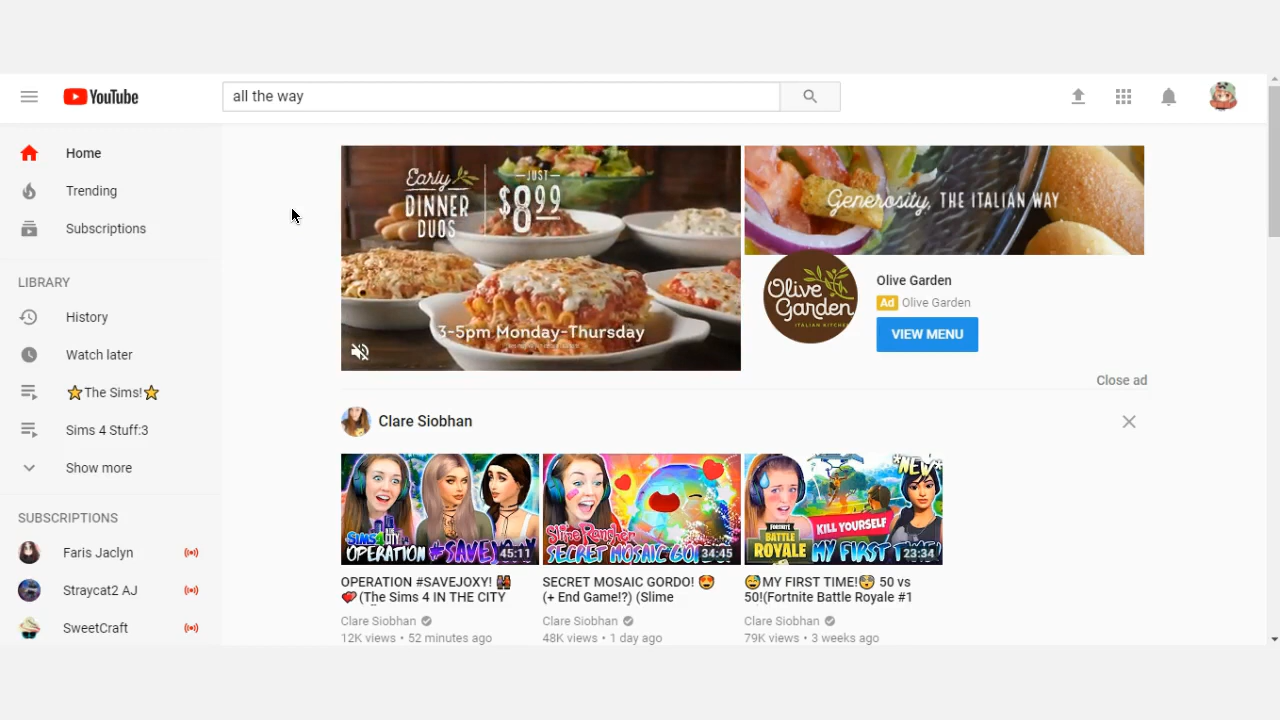 YouTube
all the way
Home
Trending
Subscriptions
LIBRARY
History
Watch later
⭐The Sims!⭐
Sims 4 Stuff:3
Show more
SUBSCRIPTIONS
Faris Jaclyn
Straycat2 AJ
SweetCraft
Early
DINNER
DUOS
JUST
$8.99
3-5pm Monday-Thursday
Generosity, THE ITALIAN WAY
Olive
Garden
ITALIAN KITCHEN
Olive Garden
Ad Olive Garden
VIEW MENU
Close ad
Clare Siobhan
SIMS4
CITY
OPERATION #SAVEJOXY
45:11
OPERATION #SAVEJOXY!
(The Sims 4 IN THE CITY
Clare Siobhan
12K views • 52 minutes ago
Slime Rancher
SECRET MOSAIC GO
34:45
SECRET MOSAIC GORDO! 😍
(+ End Game!?) (Slime
Clare Siobhan
48K views • 1 day ago
*NEW*
KILL YOURSELF
FORTNITE
BATTLE
ROYALE
MY FIRST TIME!
23:34
😅MY FIRST TIME!😳 50 vs
50!(Fortnite Battle Royale #1
Clare Siobhan
79K views • 3 weeks ago